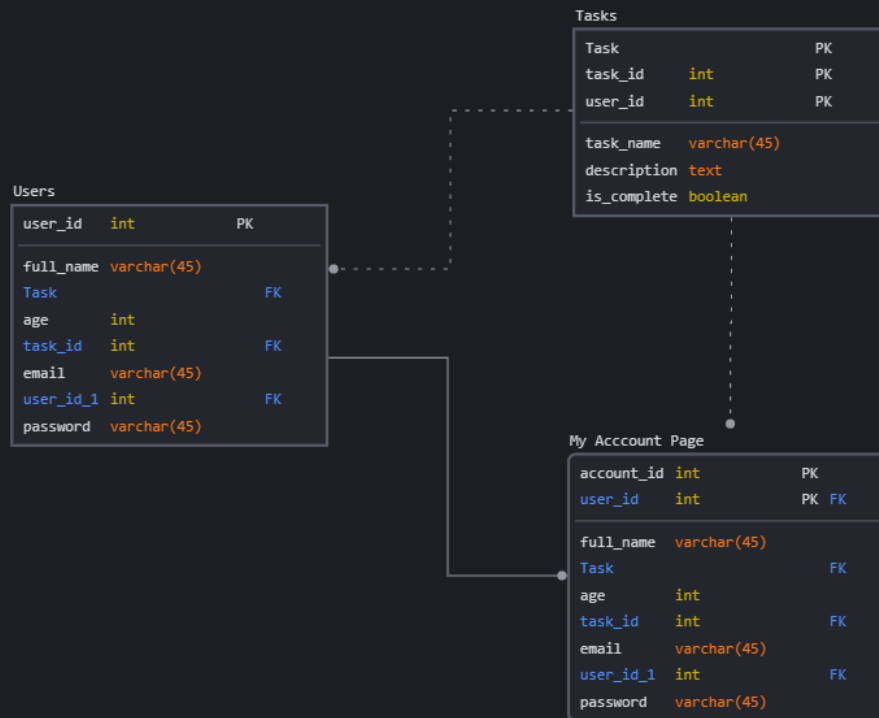 Tasks
Task PK
task_id int PK
user_id int PK
task_name varchar(45)
description text
is_complete boolean
Users
user_id int PK
full_name varchar(45)
Task FK
age int
task_id int FK
email varchar(45)
user_id_1 int FK
password varchar(45)
My Acccount Page
account_id int PK
user_id int PK FK
full_name varchar(45)
Task FK
age int
task_id int FK
email varchar(45)
user_id_1 int FK
password varchar(45)